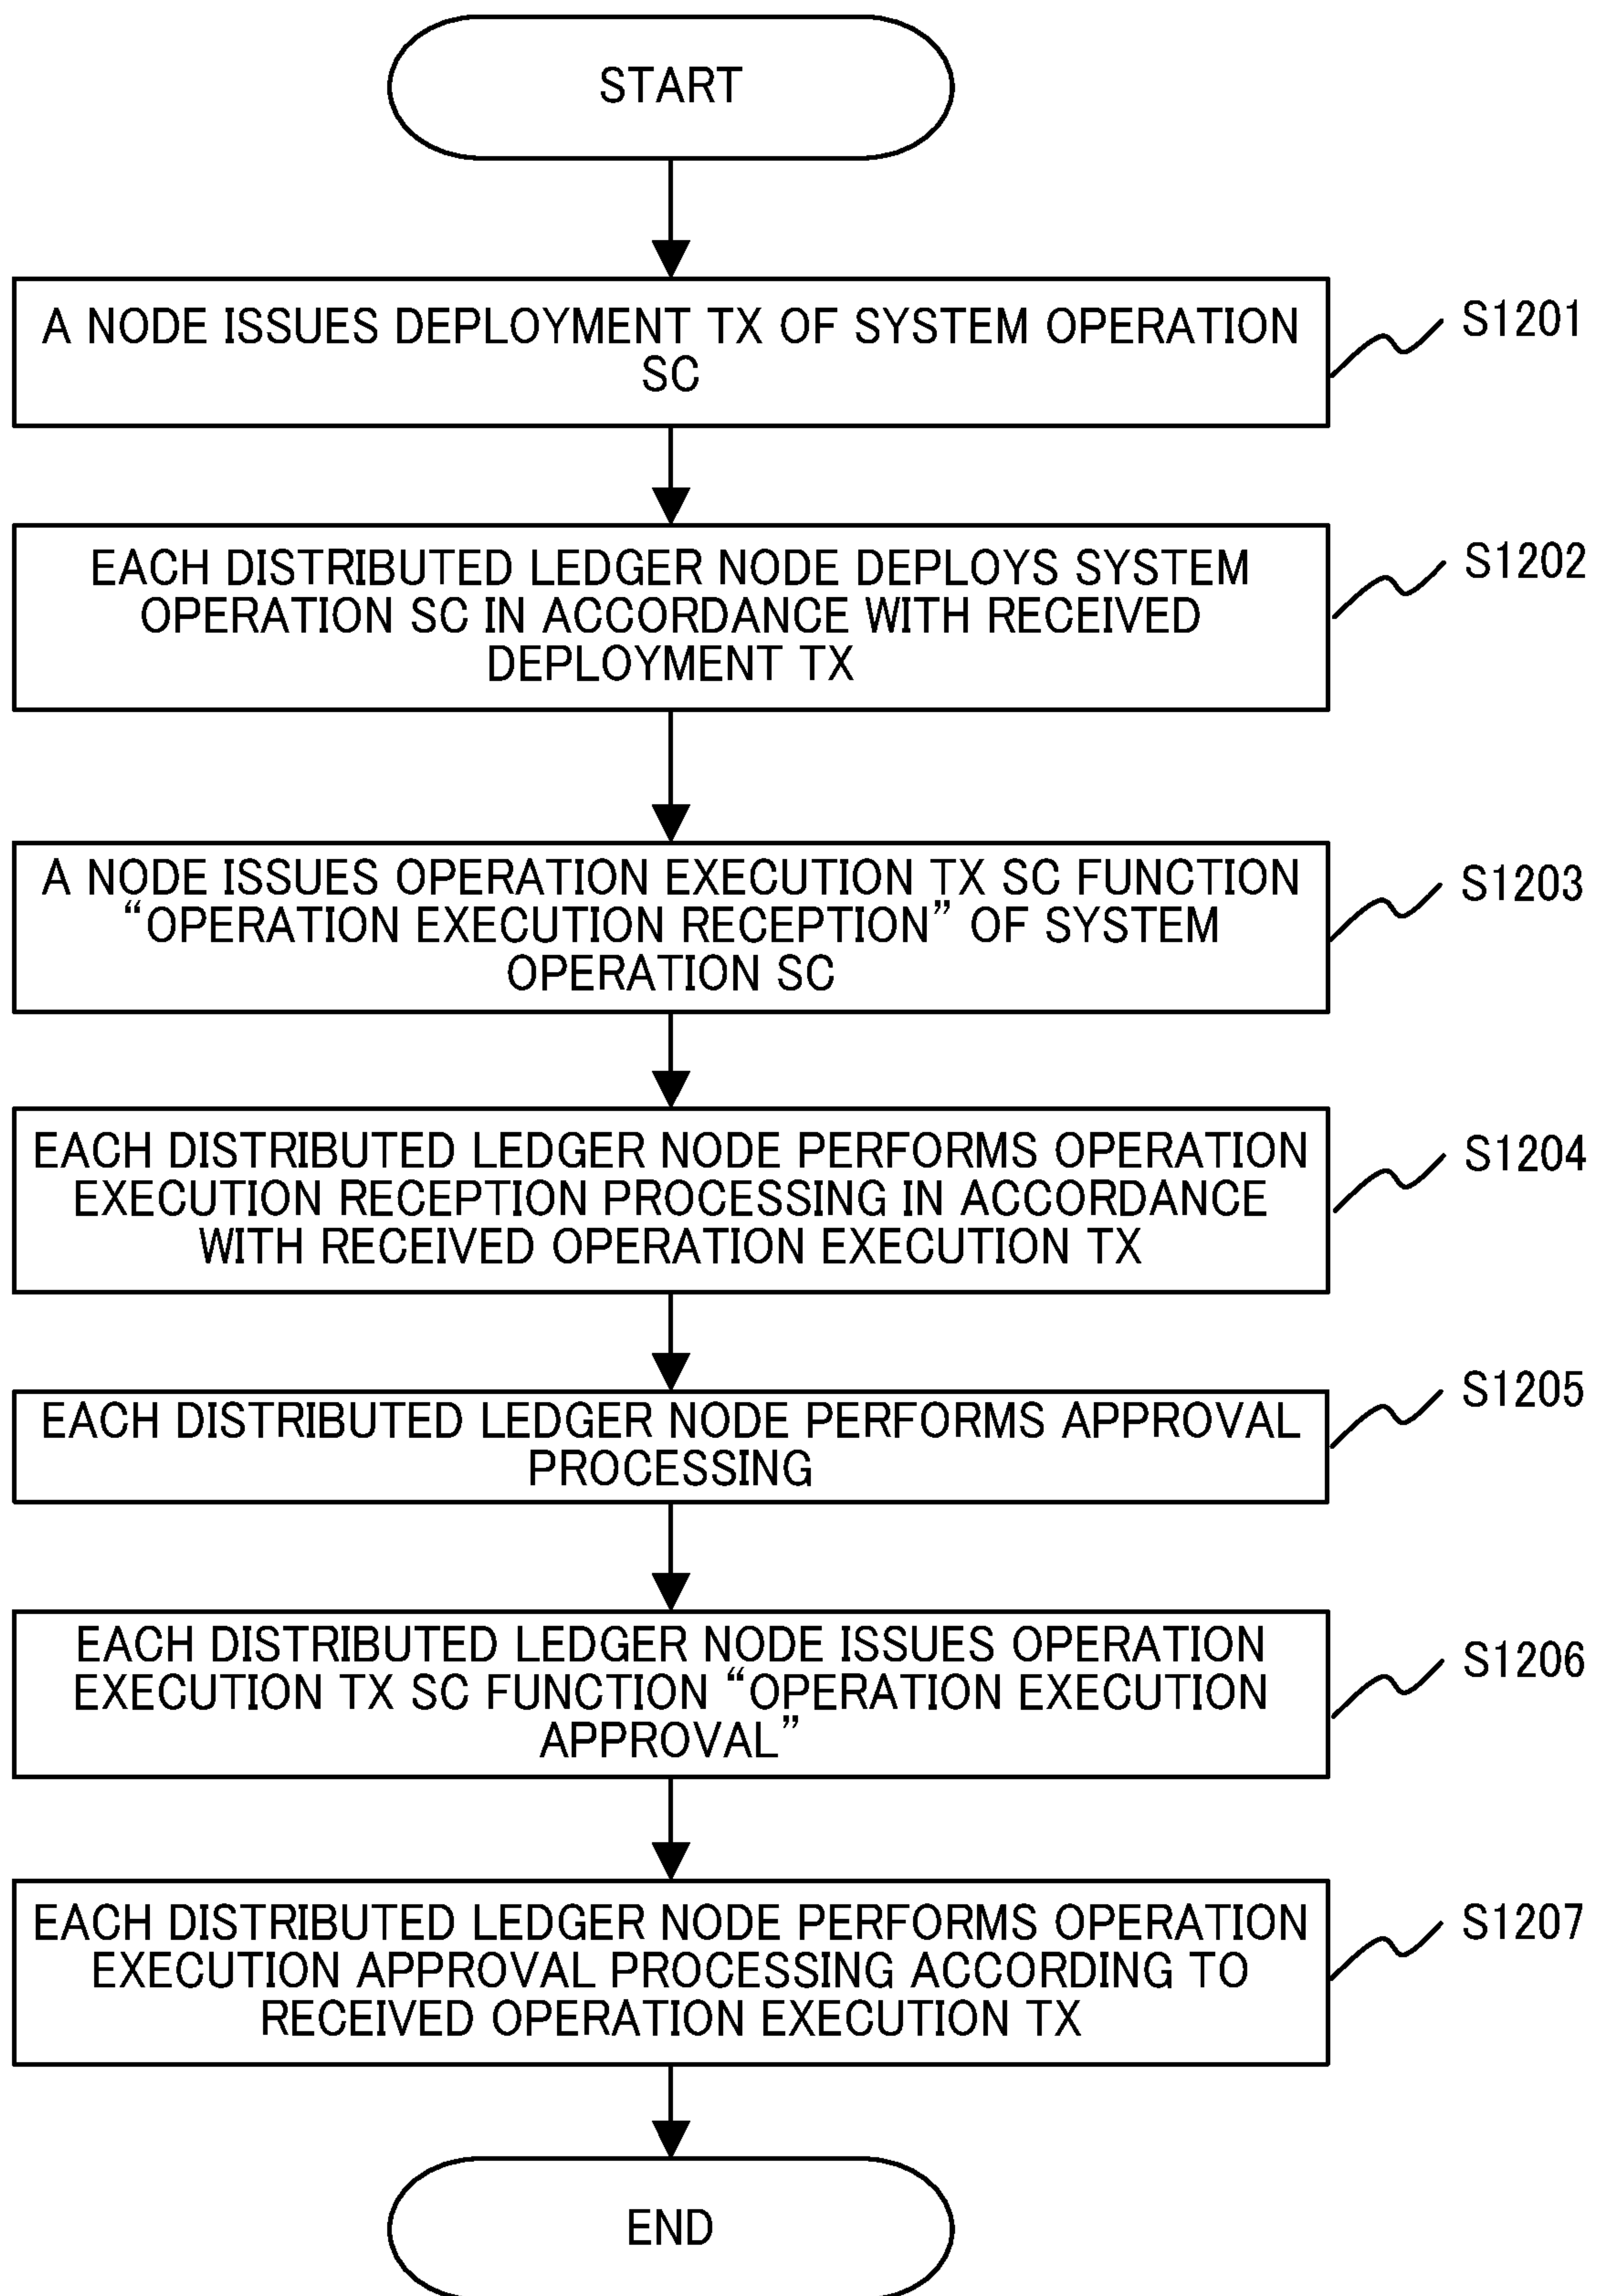 START
A NODE ISSUES DEPLOYMENT TX OF SYSTEM OPERATION
SC
S1201
EACH DISTRIBUTED LEDGER NODE DEPLOYS SYSTEM
OPERATION SC IN ACCORDANCE WITH RECEIVED
DEPLOYMENT TX
S1202
A NODE ISSUES OPERATION EXECUTION TX SC FUNCTION
“OPERATION EXECUTION RECEPTION” OF SYSTEM
OPERATION SC
S1203
EACH DISTRIBUTED LEDGER NODE PERFORMS OPERATION
EXECUTION RECEPTION PROCESSING IN ACCORDANCE
WITH RECEIVED OPERATION EXECUTION TX
S1204
EACH DISTRIBUTED LEDGER NODE PERFORMS APPROVAL
PROCESSING
S1205
EACH DISTRIBUTED LEDGER NODE ISSUES OPERATION
EXECUTION TX SC FUNCTION “OPERATION EXECUTION
APPROVAL”
S1206
EACH DISTRIBUTED LEDGER NODE PERFORMS OPERATION
EXECUTION APPROVAL PROCESSING ACCORDING TO
RECEIVED OPERATION EXECUTION TX
S1207
END